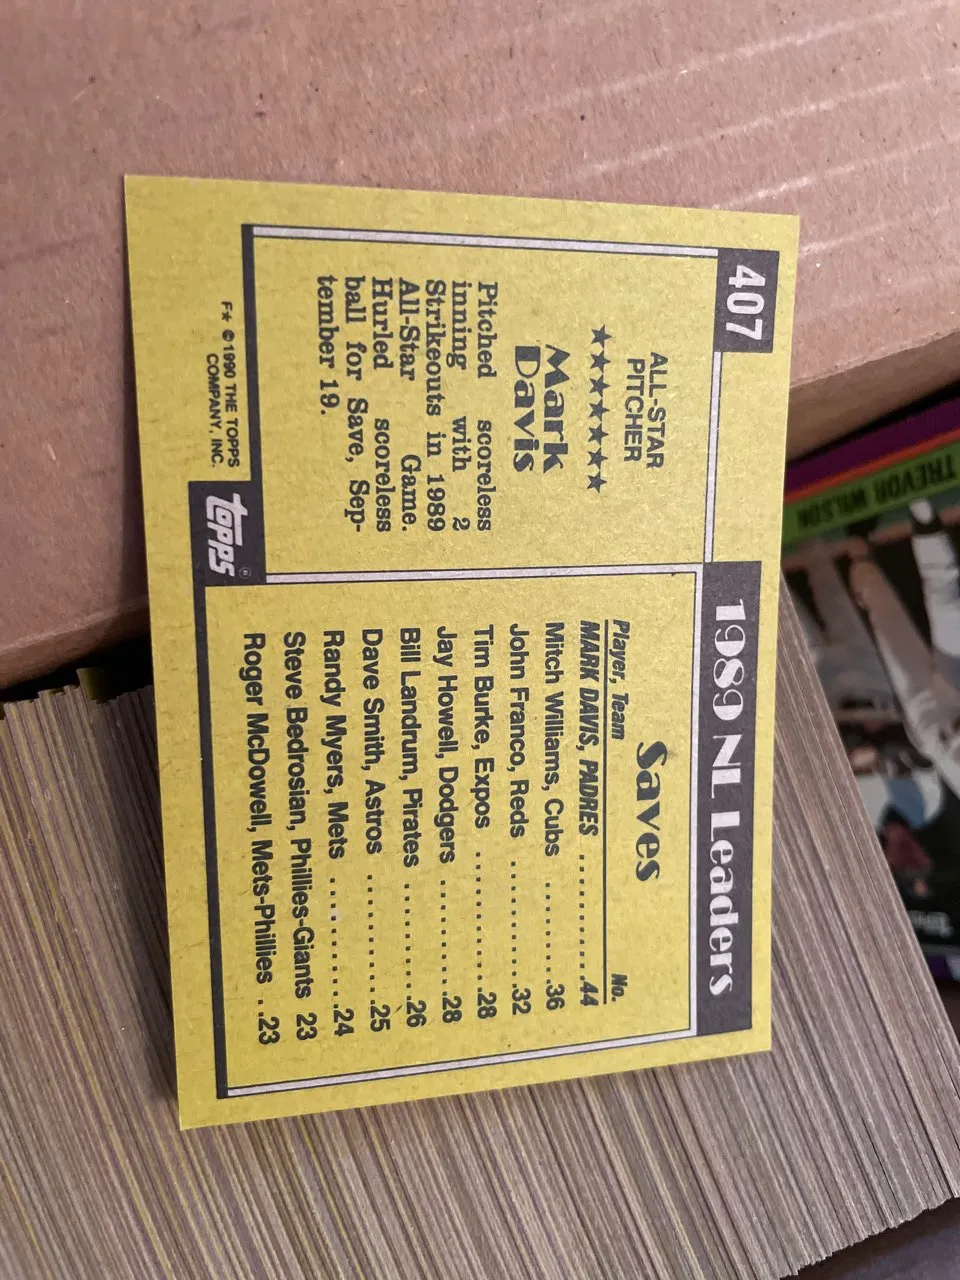 407
ALL-STAR
PITCHER
★★★★★★★
Mark
Davis
Pitched scoreless
inning with 2
Strikeouts in 1989
All-Star Game.
Hurled scoreless
ball for Save, Sep-
tember 19.
F* © 1990 THE TOPPS
COMPANY, INC.
topps®
1989 NL Leaders
Saves
Player, Team No.
MARK DAVIS, PADRES .........44
Mitch Williams, Cubs ........36
John Franco, Reds ..........32
Tim Burke, Expos ............28
Jay Howell, Dodgers .........28
Bill Landrum, Pirates ........26
Dave Smith, Astros ..........25
Randy Myers, Mets ..........24
Steve Bedrosian, Phillies-Giants 23
Roger McDowell, Mets-Phillies ..23
TREVOR WILSON